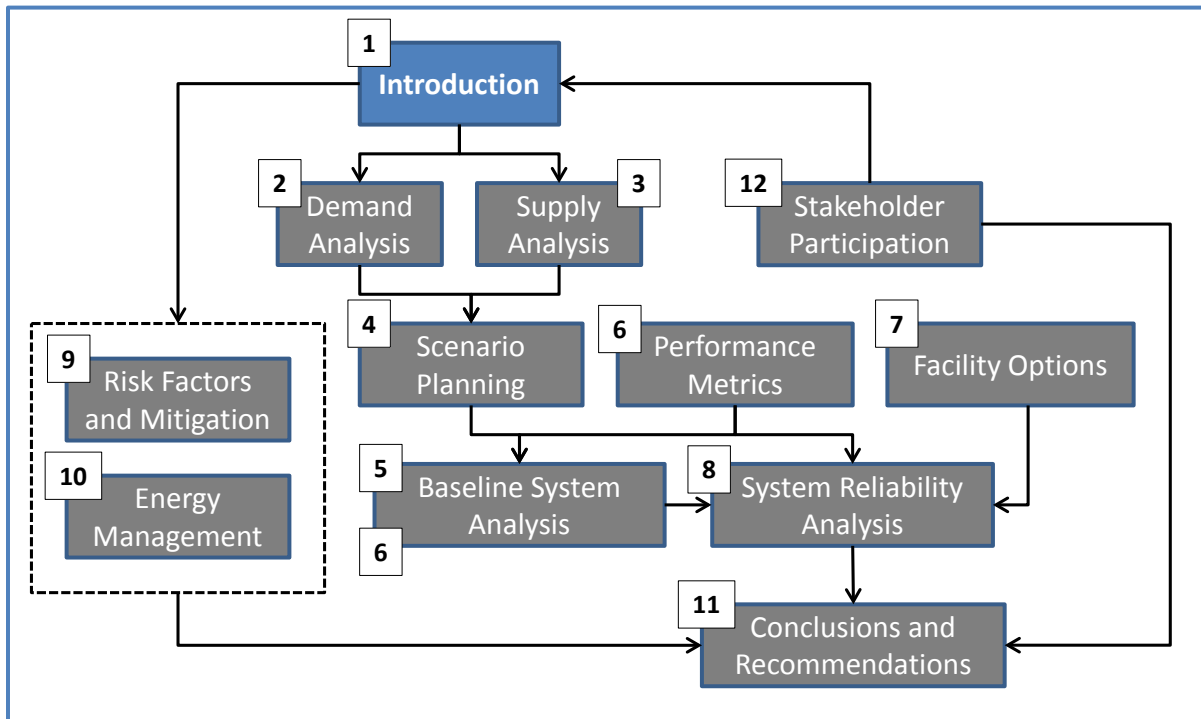 1
Introduction
2
Demand
Analysis
3
Supply
Analysis
12
Stakeholder
Participation
4
Scenario
Planning
6
Performance
Metrics
7
Facility Options
9
Risk Factors
and Mitigation
10
Energy
Management
5
Baseline System
Analysis
6
8
System Reliability
Analysis
11
Conclusions and
Recommendations